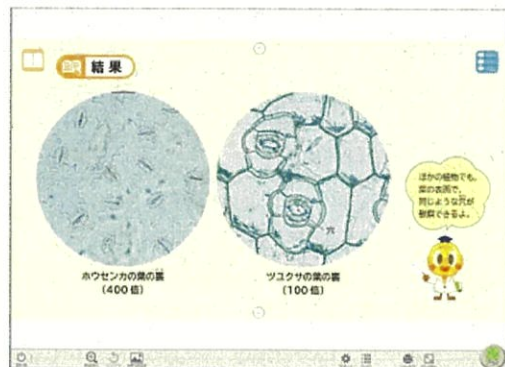 結果
ホウセンカの葉の裏
(400倍)
ツユクサの葉の裏
(100倍)
穴
ほかの植物でも、
葉の表面で、
同じような穴が
観察できるよ。